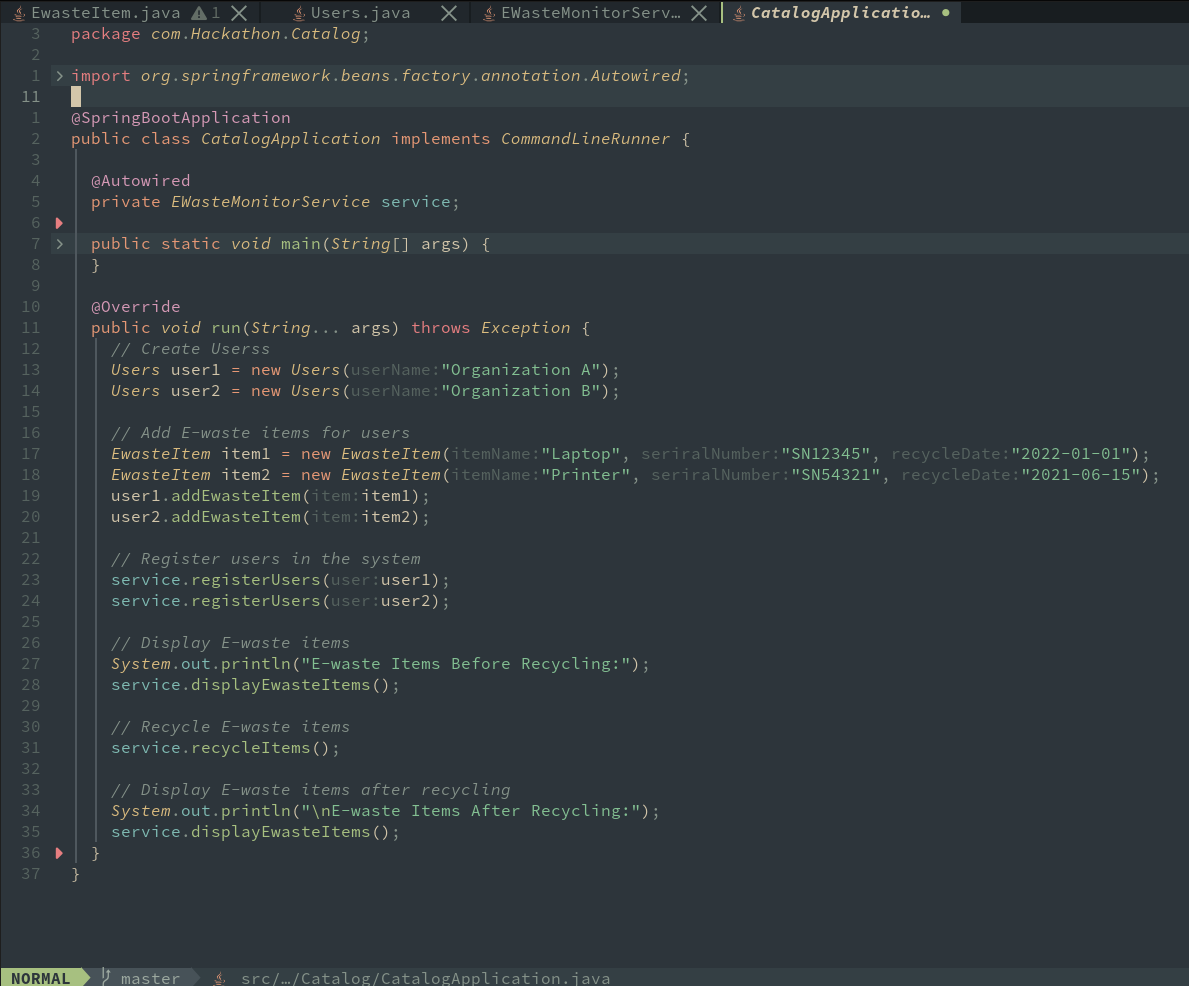 EwasteItem.java 1 Users.java EWasteMonitorServ… CatalogApplicatio…
3 package com.Hackathon.Catalog;
2
1 import org.springframework.beans.factory.annotation.Autowired;
11
1 @SpringBootApplication
2 public class CatalogApplication implements CommandLineRunner {
3
4 @Autowired
5 private EWasteMonitorService service;
6
7 public static void main(String[] args) {
8 }
9
10 @Override
11 public void run(String... args) throws Exception {
12 // Create Userss
13 Users user1 = new Users(userName:"Organization A");
14 Users user2 = new Users(userName:"Organization B");
15
16 // Add E-waste items for users
17 EwasteItem item1 = new EwasteItem(itemName:"Laptop", seriralNumber:"SN12345", recycleDate:"2022-01-01");
18 EwasteItem item2 = new EwasteItem(itemName:"Printer", seriralNumber:"SN54321", recycleDate:"2021-06-15");
19 user1.addEwasteItem(item:item1);
20 user2.addEwasteItem(item:item2);
21
22 // Register users in the system
23 service.registerUsers(user:user1);
24 service.registerUsers(user:user2);
25
26 // Display E-waste items
27 System.out.println("E-waste Items Before Recycling:");
28 service.displayEwasteItems();
29
30 // Recycle E-waste items
31 service.recycleItems();
32
33 // Display E-waste items after recycling
34 System.out.println("\nE-waste Items After Recycling:");
35 service.displayEwasteItems();
36 }
37 }
NORMAL master src/…/Catalog/CatalogApplication.java